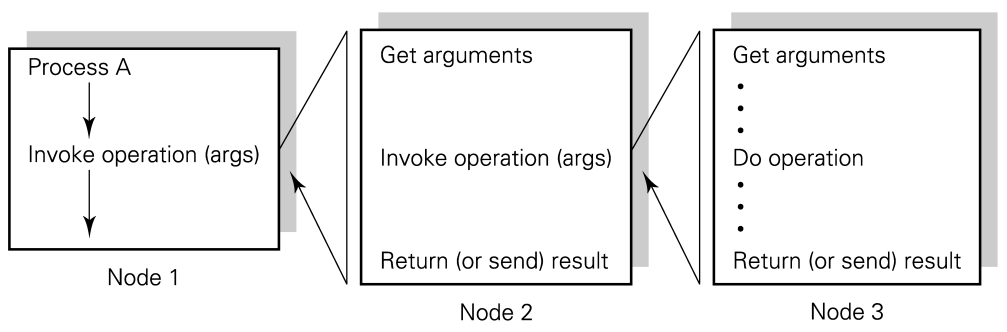 Process A
Invoke operation (args)
Node 1
Get arguments
Invoke operation (args)
Return (or send) result
Node 2
Get arguments
Do operation
Return (or send) result
Node 3